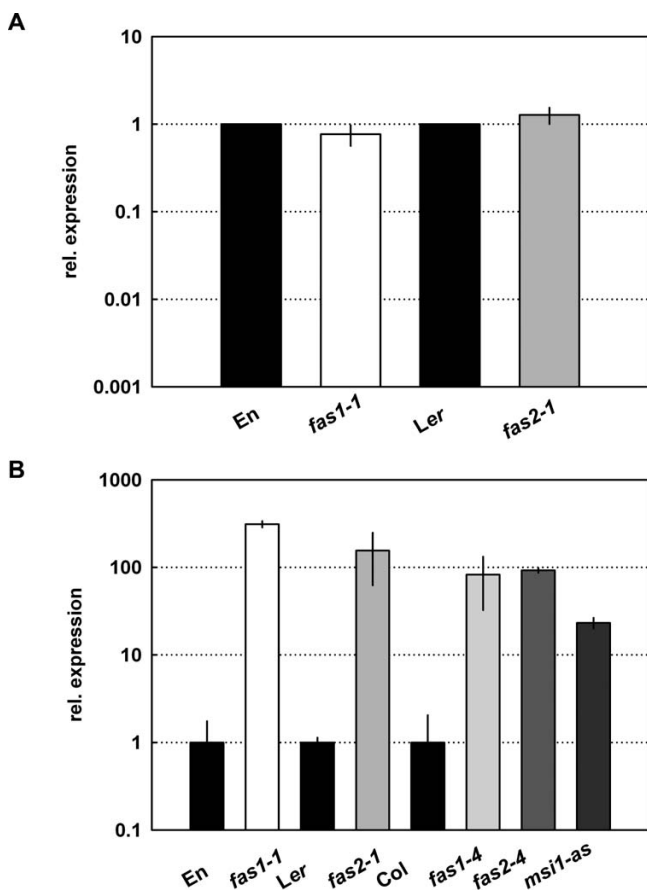 A
10
1
0.1
0.01
0.001
rel. expression
En
fas1-1
Ler
fas2-1
B
1000
100
10
1
0.1
rel. expression
En
fas1-1
Ler
fas2-1
Col
fas1-4
fas2-4
msi1-as